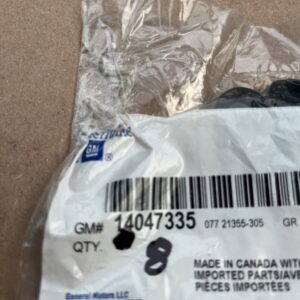 GM
®
GM# 14047335 077 21355-305 GR
QTY. 8
MADE IN CANADA WITH
IMPORTED PARTS/AVE
PIÈCES IMPORTÉES
General Motors LLC